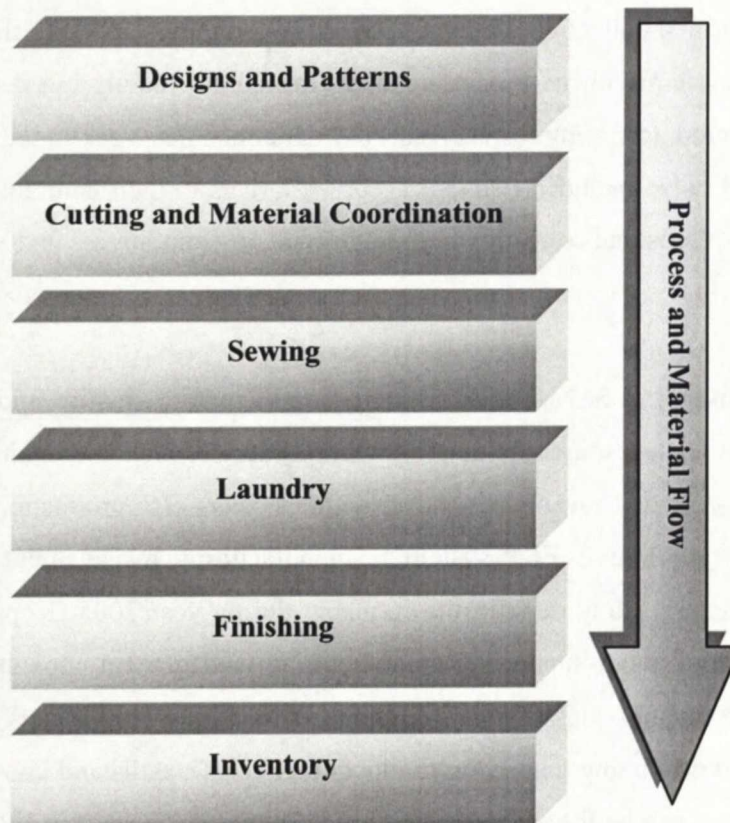 Designs and Patterns
Cutting and Material Coordination
Sewing
Laundry
Finishing
Inventory
Process and Material Flow